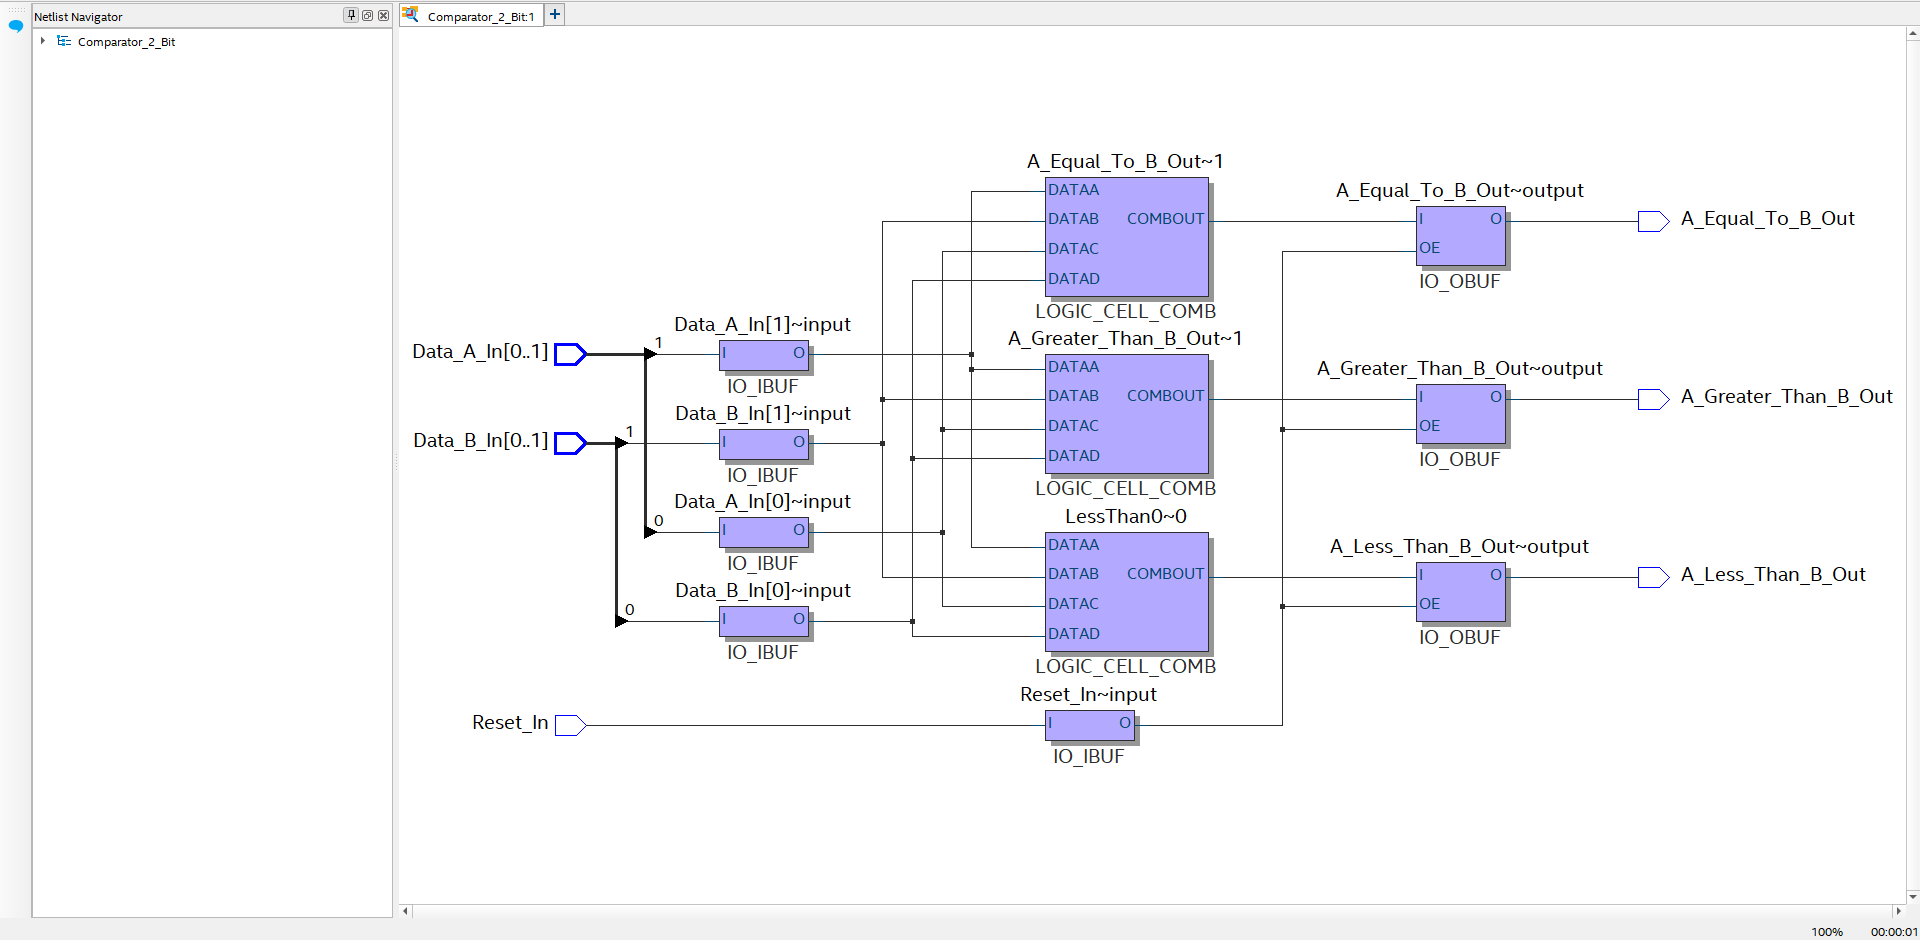 Netlist Navigator
Comparator_2_Bit:1
+
Comparator_2_Bit
A_Equal_To_B_Out~1
DATAA
DATAB COMBOUT
DATAC
DATAD
LOGIC_CELL_COMB
A_Equal_To_B_Out~output
I O
OE
IO_OBUF
A_Equal_To_B_Out
Data_A_In[0..1]
1
Data_A_In[1]~input
I O
IO_IBUF
A_Greater_Than_B_Out~1
DATAA
DATAB COMBOUT
DATAC
DATAD
LOGIC_CELL_COMB
A_Greater_Than_B_Out~output
I O
OE
IO_OBUF
A_Greater_Than_B_Out
Data_B_In[0..1]
1
Data_B_In[1]~input
I O
IO_IBUF
0
Data_A_In[0]~input
I O
IO_IBUF
LessThan0~0
DATAA
DATAB COMBOUT
DATAC
DATAD
LOGIC_CELL_COMB
A_Less_Than_B_Out~output
I O
OE
IO_OBUF
A_Less_Than_B_Out
0
Data_B_In[0]~input
I O
IO_IBUF
Reset_In
Reset_In~input
I O
IO_IBUF
100% 00:00:01